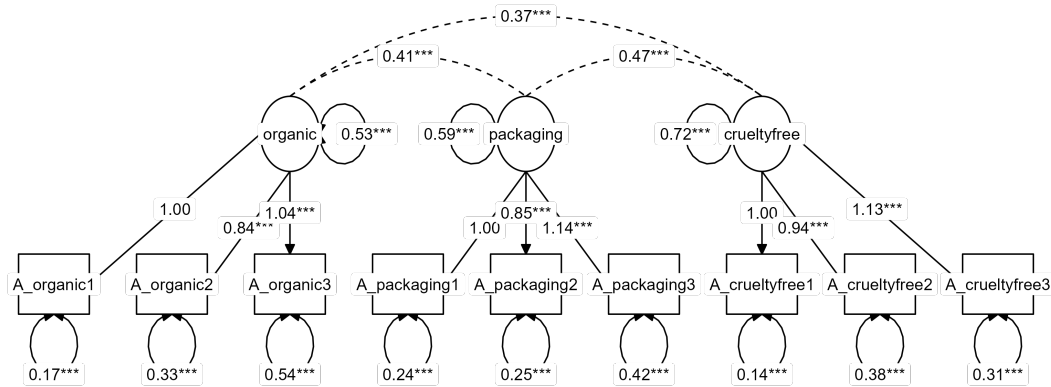 0.37***
0.41***
0.47***
organic
0.53***
0.59***
packaging
0.72***
crueltyfree
1.00
0.84***
1.04***
1.00
0.85***
1.14***
1.00
0.94***
1.13***
A_organic1
A_organic2
A_organic3
A_packaging1
A_packaging2
A_packaging3
A_crueltyfree1
A_crueltyfree2
A_crueltyfree3
0.17***
0.33***
0.54***
0.24***
0.25***
0.42***
0.14***
0.38***
0.31***